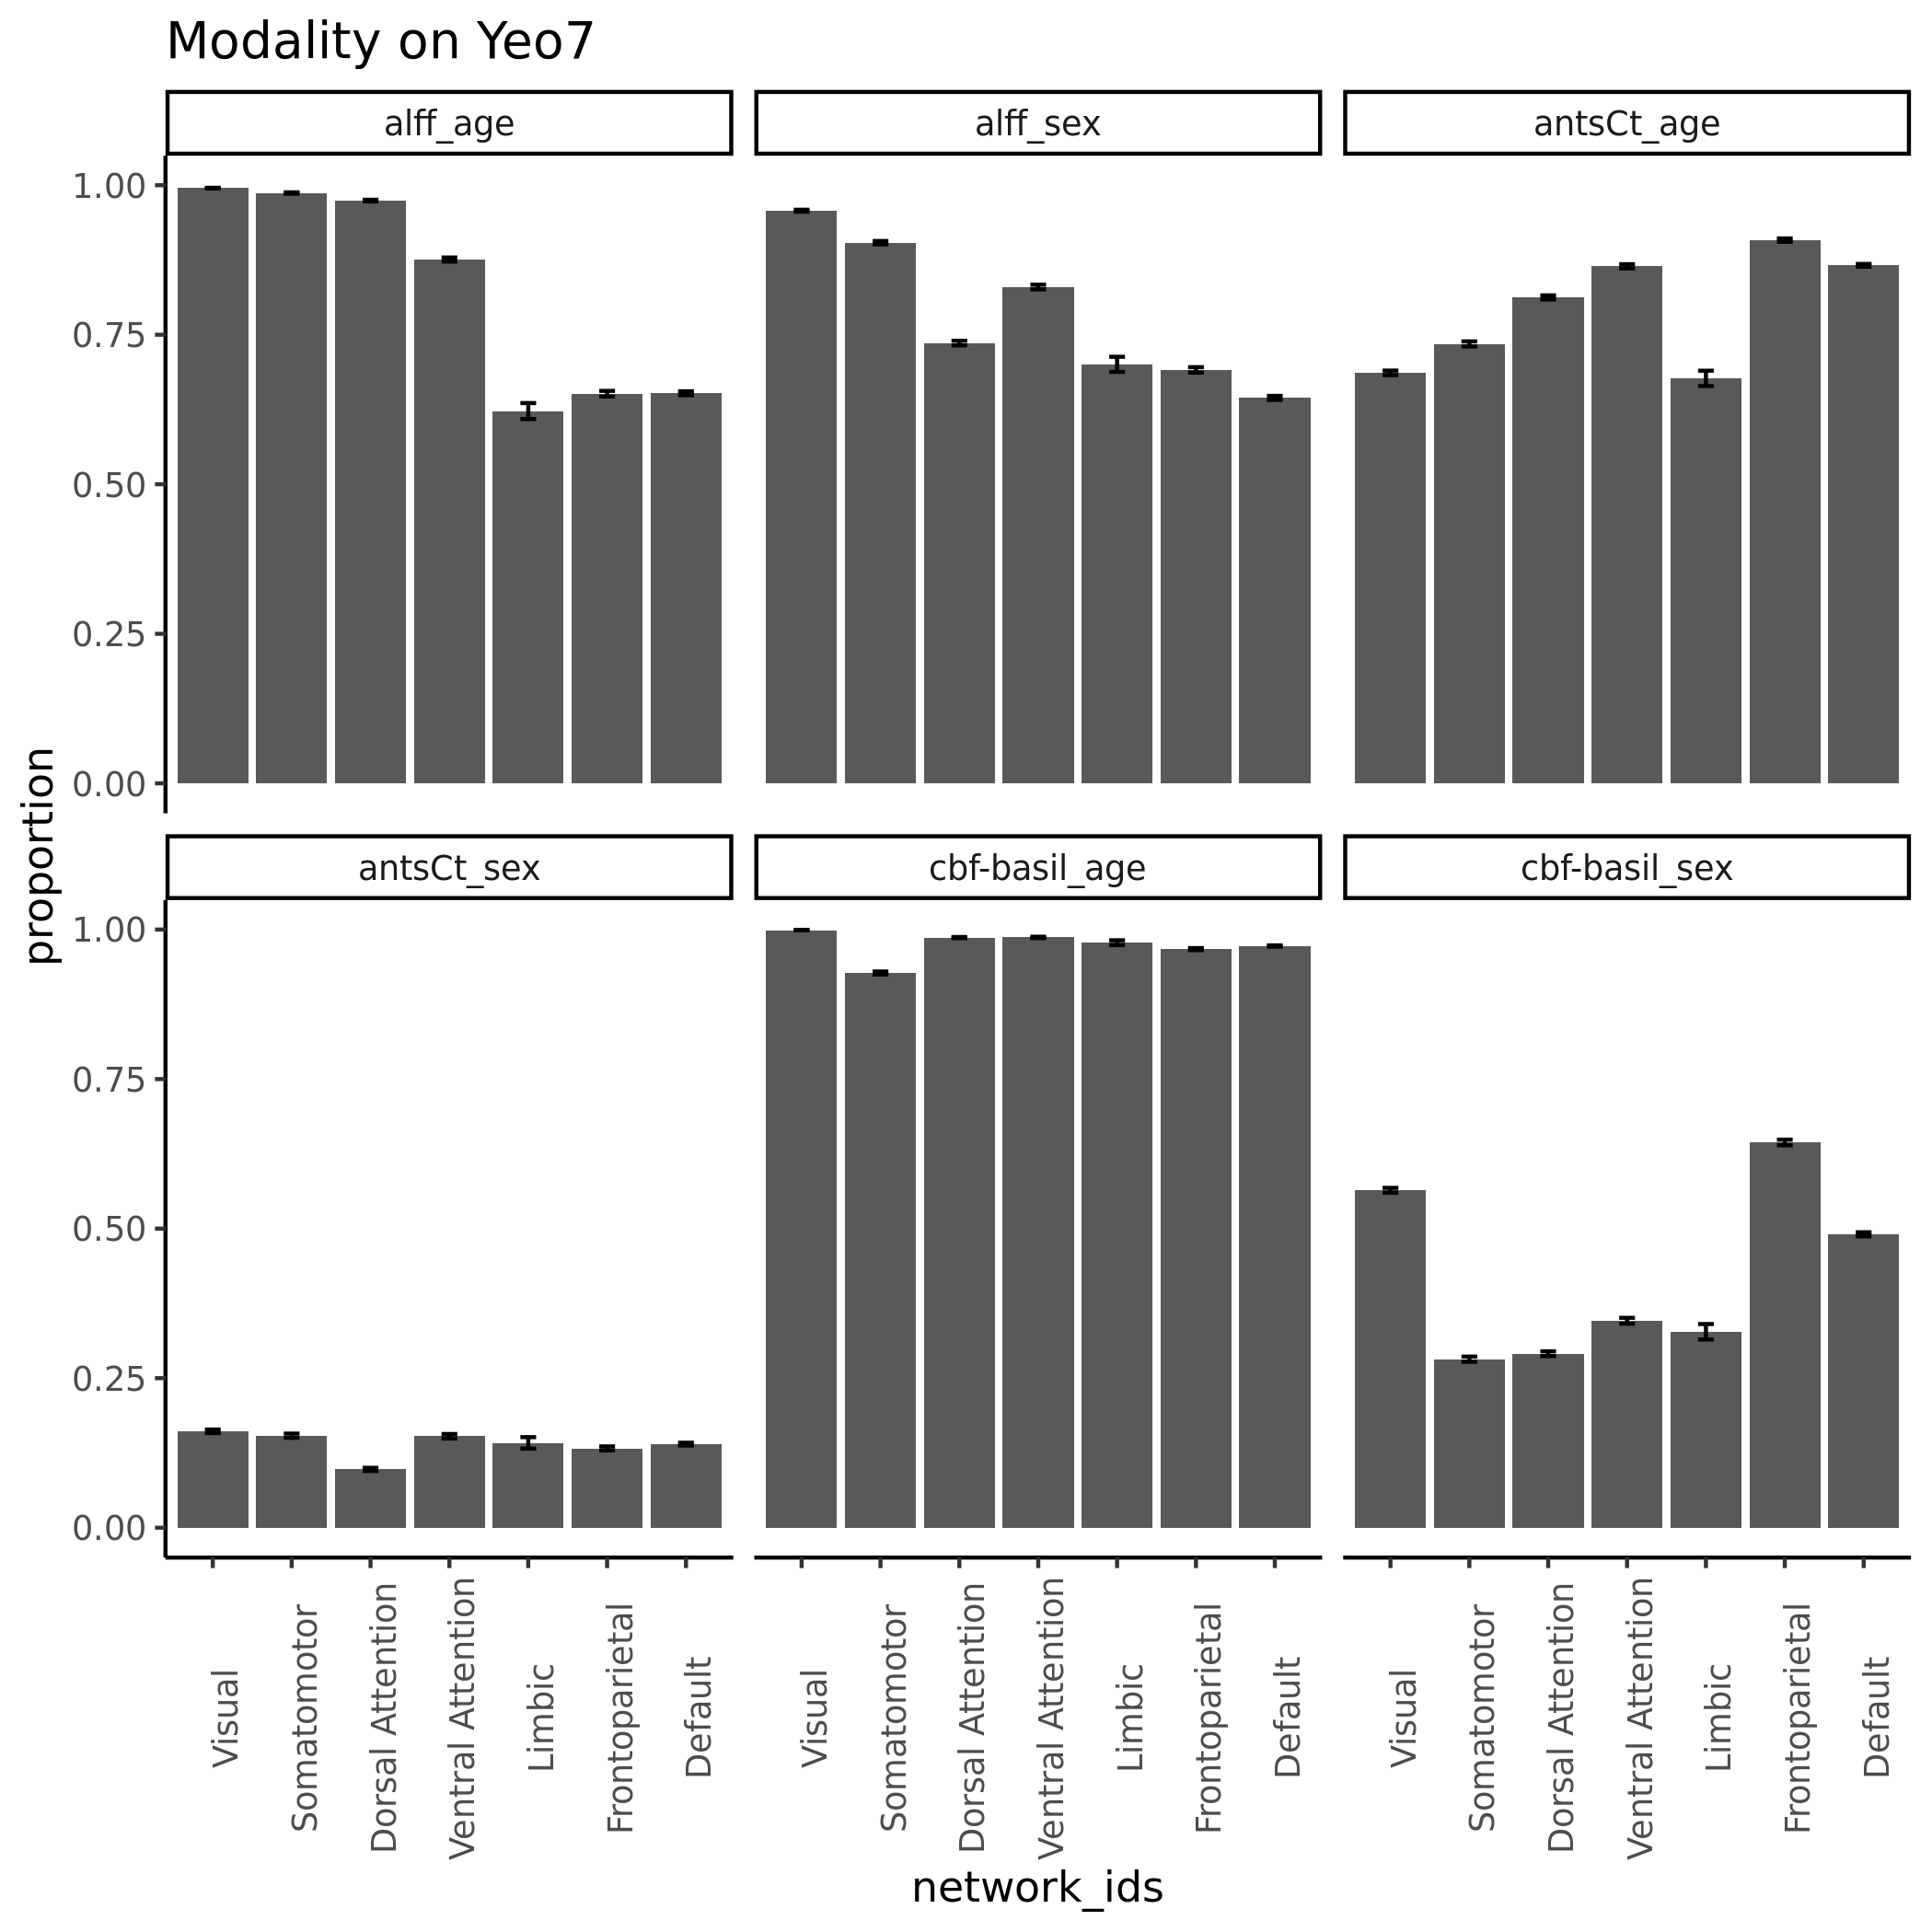 Modality on Yeo7
alff_age
alff_sex
antsCt_age
1.00
0.75
0.50
0.25
0.00
antsCt_sex
cbf-basil_age
cbf-basil_sex
1.00
0.75
0.50
0.25
0.00
proportion
Visual
Somatomotor
Dorsal Attention
Ventral Attention
Limbic
Frontoparietal
Default
Visual
Somatomotor
Dorsal Attention
Ventral Attention
Limbic
Frontoparietal
Default
Visual
Somatomotor
Dorsal Attention
Ventral Attention
Limbic
Frontoparietal
Default
network_ids